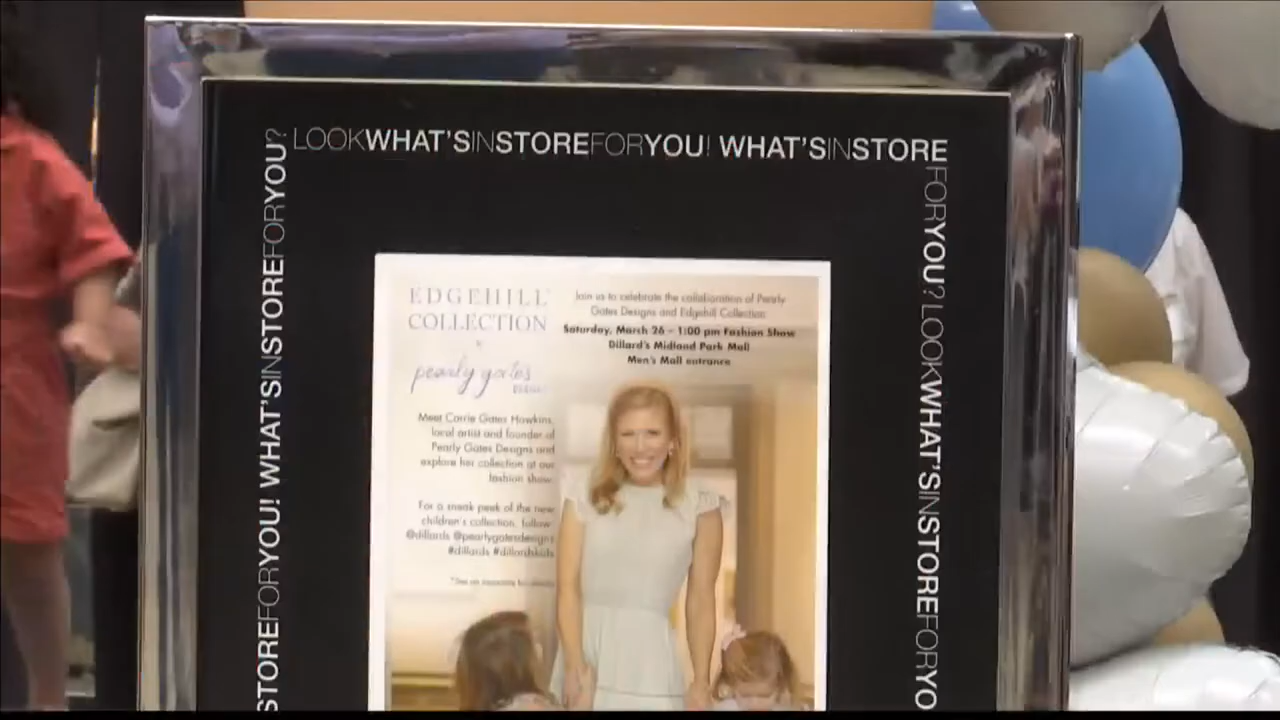 LOOKWHAT'SINSTOREFORYOU! WHAT'SINSTORE
FORYOU? LOOKWHAT'SINSTOREFORYO
STOREFORYOU! WHAT'SINSTOREFORYOU?
EDGEHILL
COLLECTION
x
pearly gates
Meet Carrie Gates Hawkins,
local artist and founder of
Pearly Gates Designs and
explore her collection at our
fashion show.
For a sneak peak of the new
children's collection, follow
@dillards @pearlygatesdesigns
#dillards #dillardskids
Join us to celebrate the collaboration of Pearly
Gates Designs and Edgehill Collection
Saturday, March 26 – 1:00 pm Fashion Show
Dillard's Midland Park Mall
Men's Mall entrance